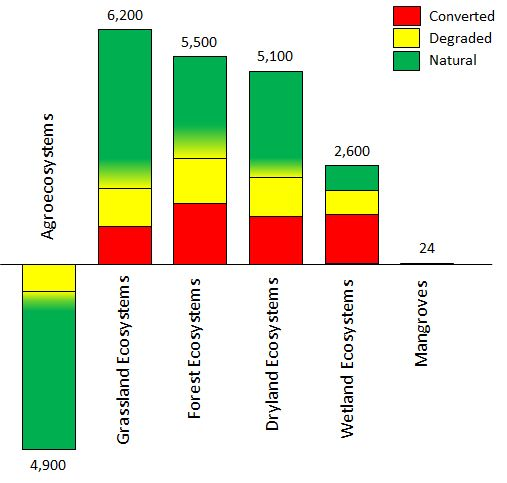 6,200
5,500
5,100
2,600
24
4,900
Converted
Degraded
Natural
Agroecosystems
Grassland Ecosystems
Forest Ecosystems
Dryland Ecosystems
Wetland Ecosystems
Mangroves